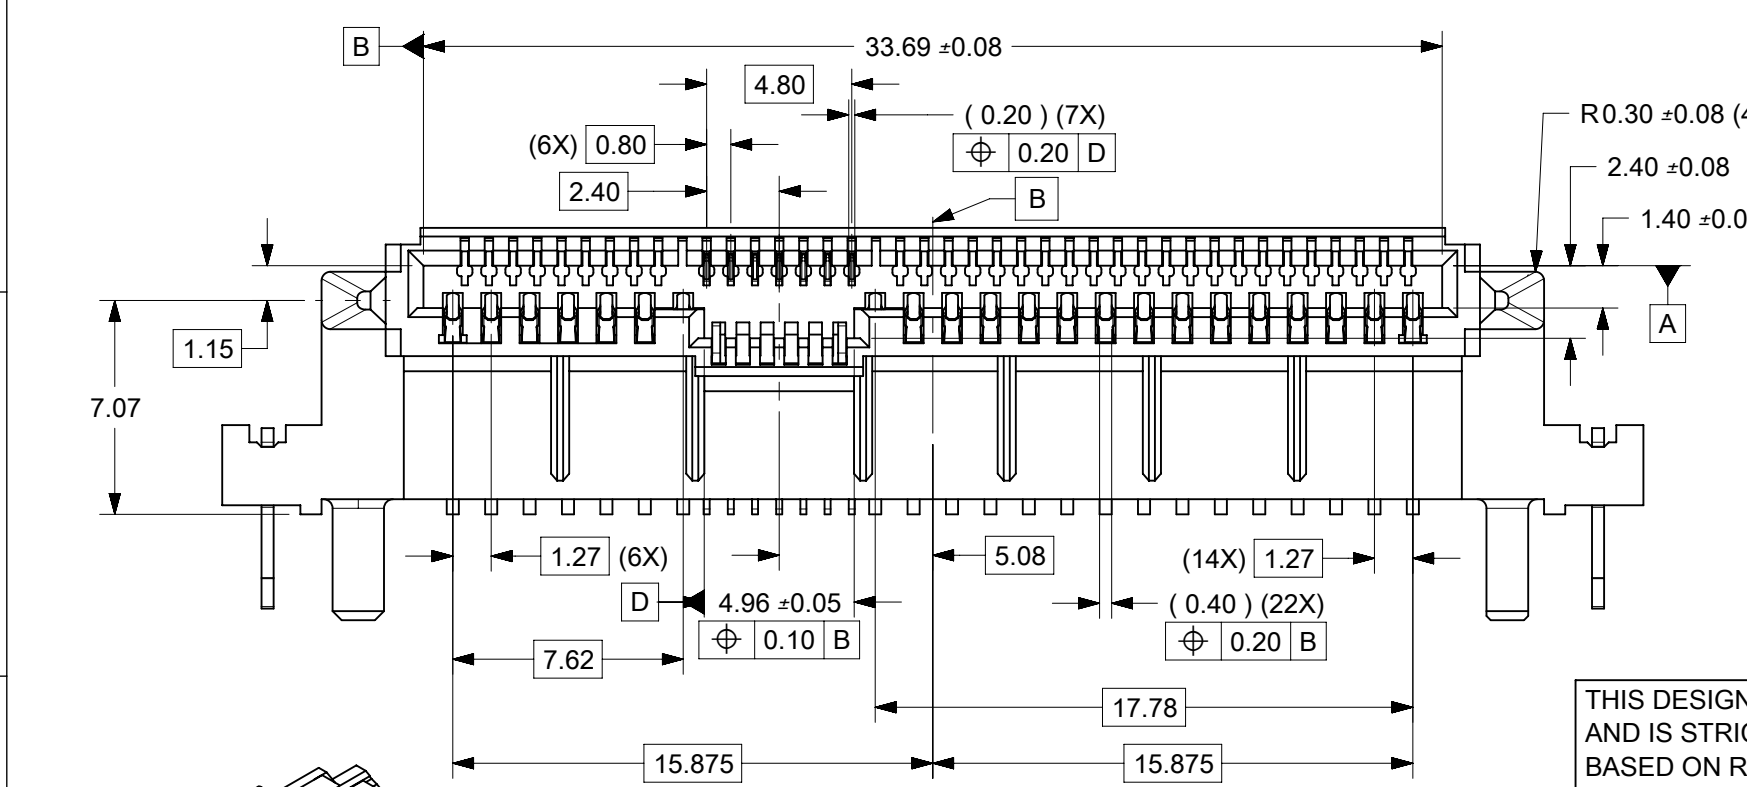 B
33.69 ±0.08
4.80
( 0.20 ) (7X)
R0.30 ±0.08 (4
(6X) 0.80
⌖ 0.20 D
2.40 ±0.08
2.40
B
1.40 ±0.0
1.15
A
7.07
1.27 (6X)
5.08
(14X) 1.27
D
4.96 ±0.05
( 0.40 ) (22X)
⌖ 0.10 B
⌖ 0.20 B
7.62
17.78
15.875
15.875
THIS DESIGN
AND IS STRIC
BASED ON R